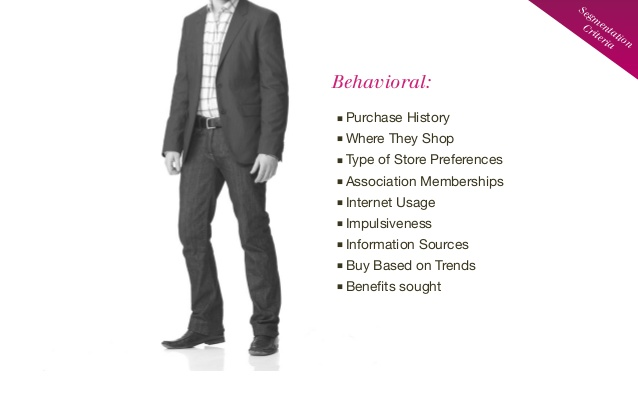 Segmentation
Criteria
Behavioral:
▪ Purchase History
▪ Where They Shop
▪ Type of Store Preferences
▪ Association Memberships
▪ Internet Usage
▪ Impulsiveness
▪ Information Sources
▪ Buy Based on Trends
▪ Benefits sought